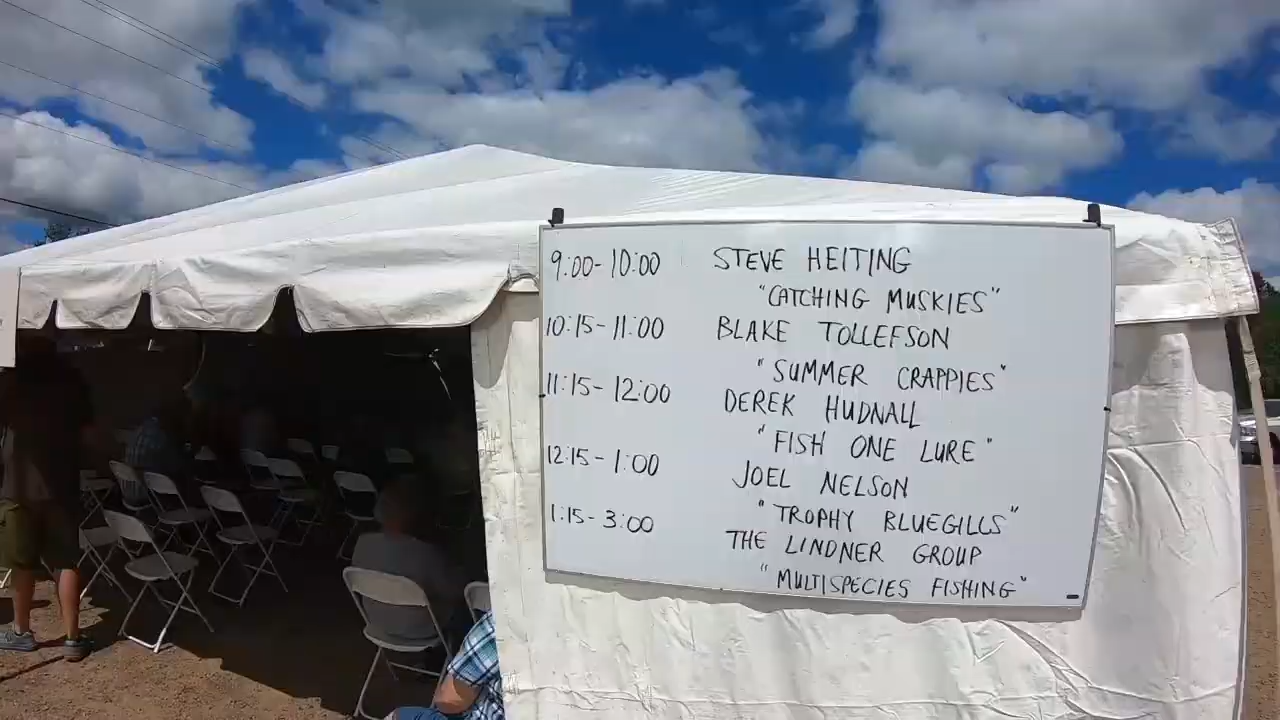 9:00-10:00 STEVE HEITING
"CATCHING MUSKIES"
10:15-11:00 BLAKE TOLLEFSON
"SUMMER CRAPPIES"
11:15-12:00 DEREK HUDNALL
"FISH ONE LURE"
12:15-1:00 JOEL NELSON
"TROPHY BLUEGILLS"
1:15-3:00 THE LINDNER GROUP
"MULTISPECIES FISHING"